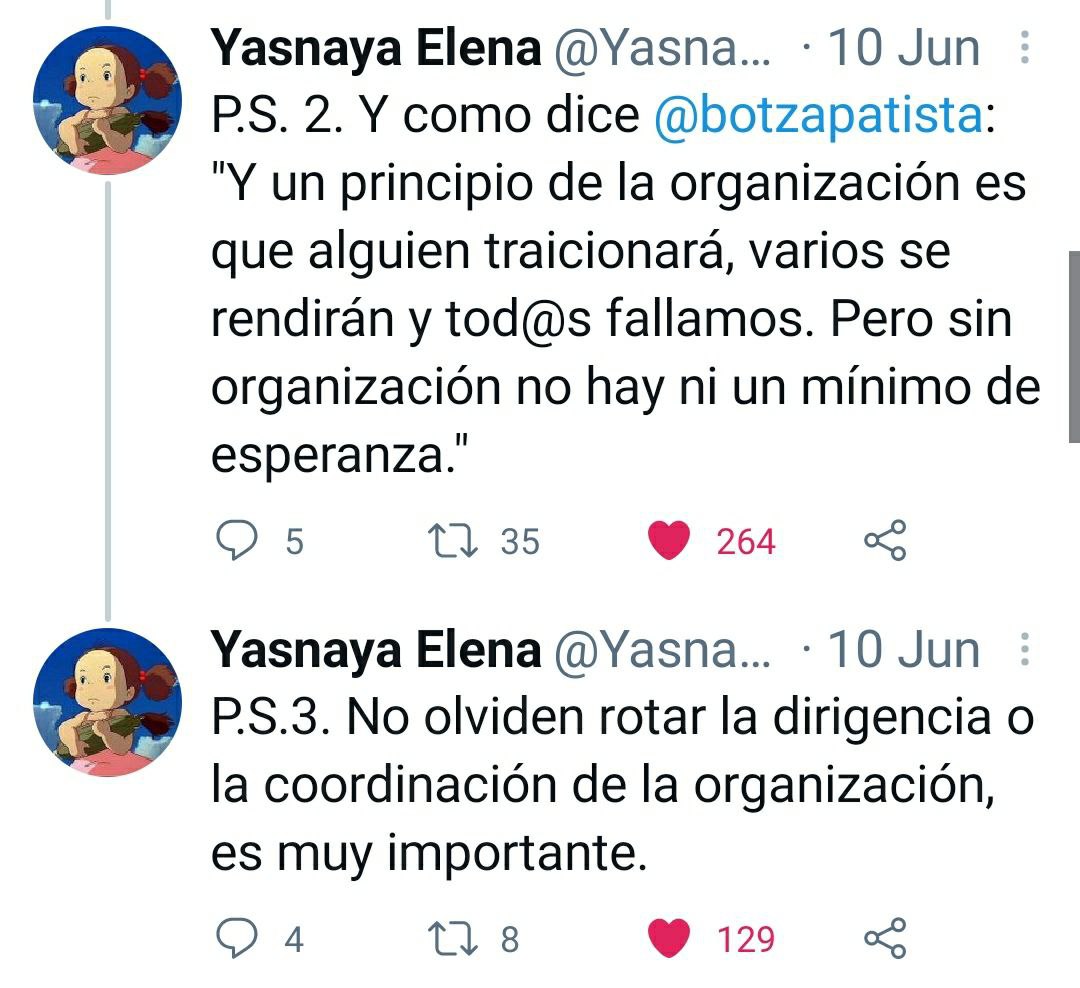 Yasnaya Elena @Yasna... · 10 Jun
P.S. 2. Y como dice @botzapatista:
"Y un principio de la organización es
que alguien traicionará, varios se
rendirán y tod@s fallamos. Pero sin
organización no hay ni un mínimo de
esperanza."
5 35 264
Yasnaya Elena @Yasna... · 10 Jun
P.S.3. No olviden rotar la dirigencia o
la coordinación de la organización,
es muy importante.
4 8 129